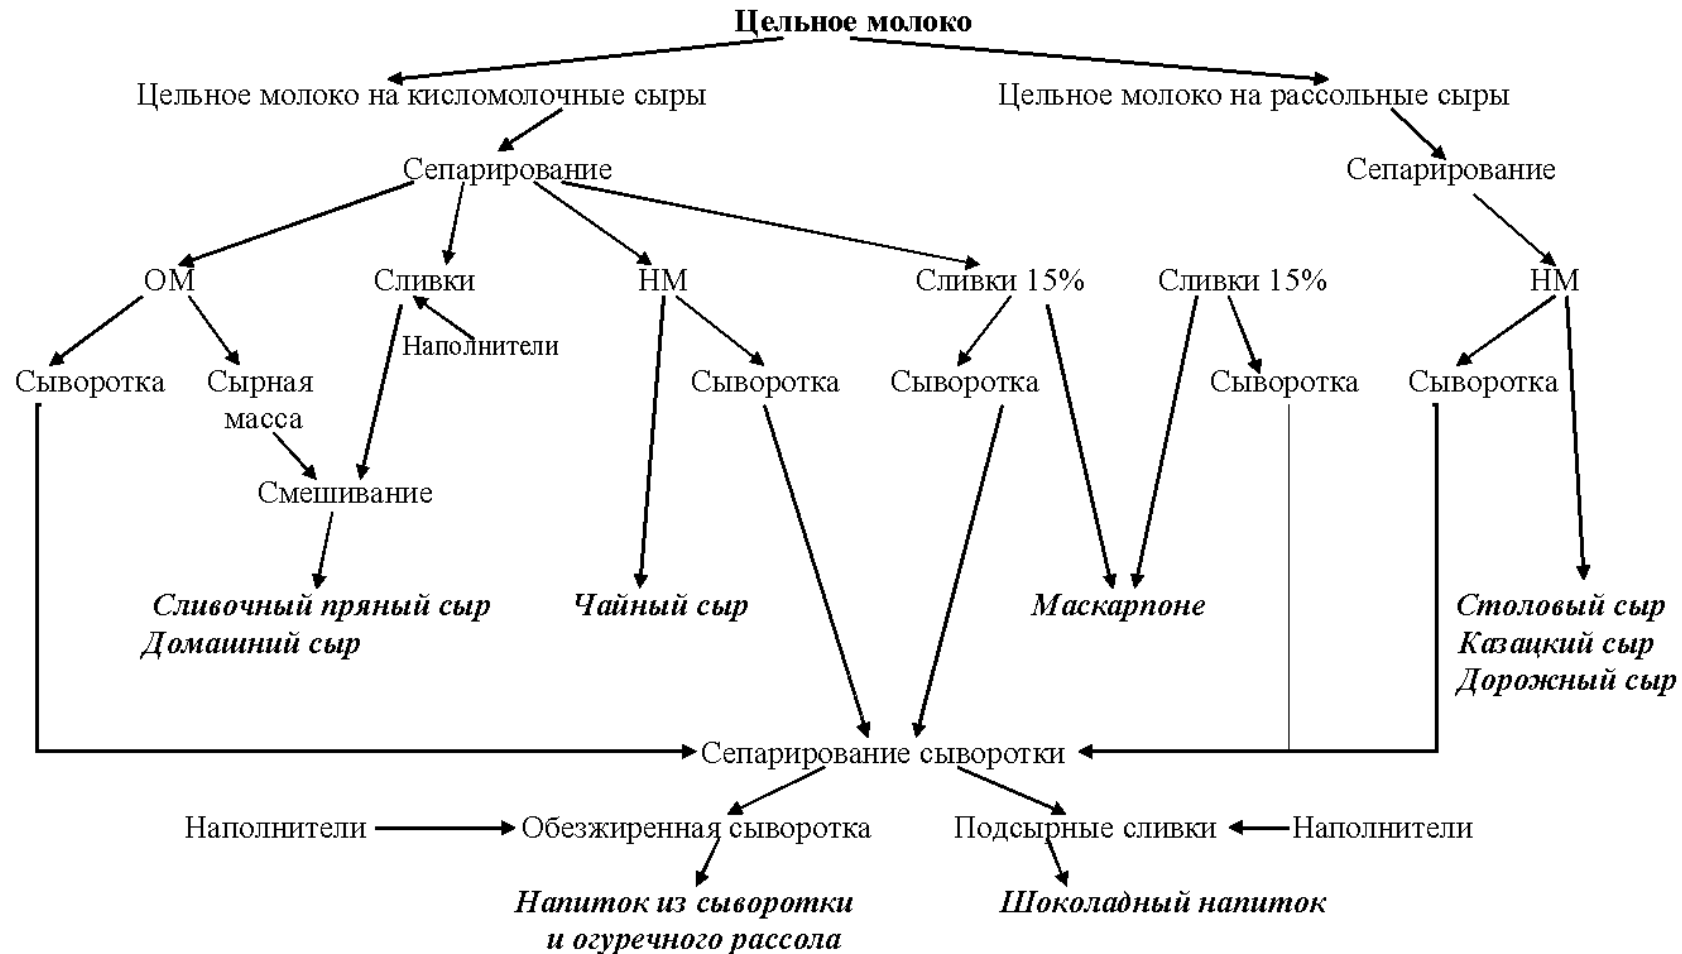 Цельное молоко
Цельное молоко на кисломолочные сыры
Цельное молоко на рассольные сыры
Сепарирование
Сепарирование
ОМ
Сливки
НМ
Сливки 15%
Сливки 15%
НМ
Наполнители
Сыворотка
Сырная
масса
Сыворотка
Сыворотка
Сыворотка
Сыворотка
Смешивание
Сливочный пряный сыр
Домашний сыр
Чайный сыр
Маскарпоне
Столовый сыр
Казацкий сыр
Дорожный сыр
Сепарирование сыворотки
Наполнители
Обезжиренная сыворотка
Подсырные сливки
Наполнители
Напиток из сыворотки
и огуречного рассола
Шоколадный напиток